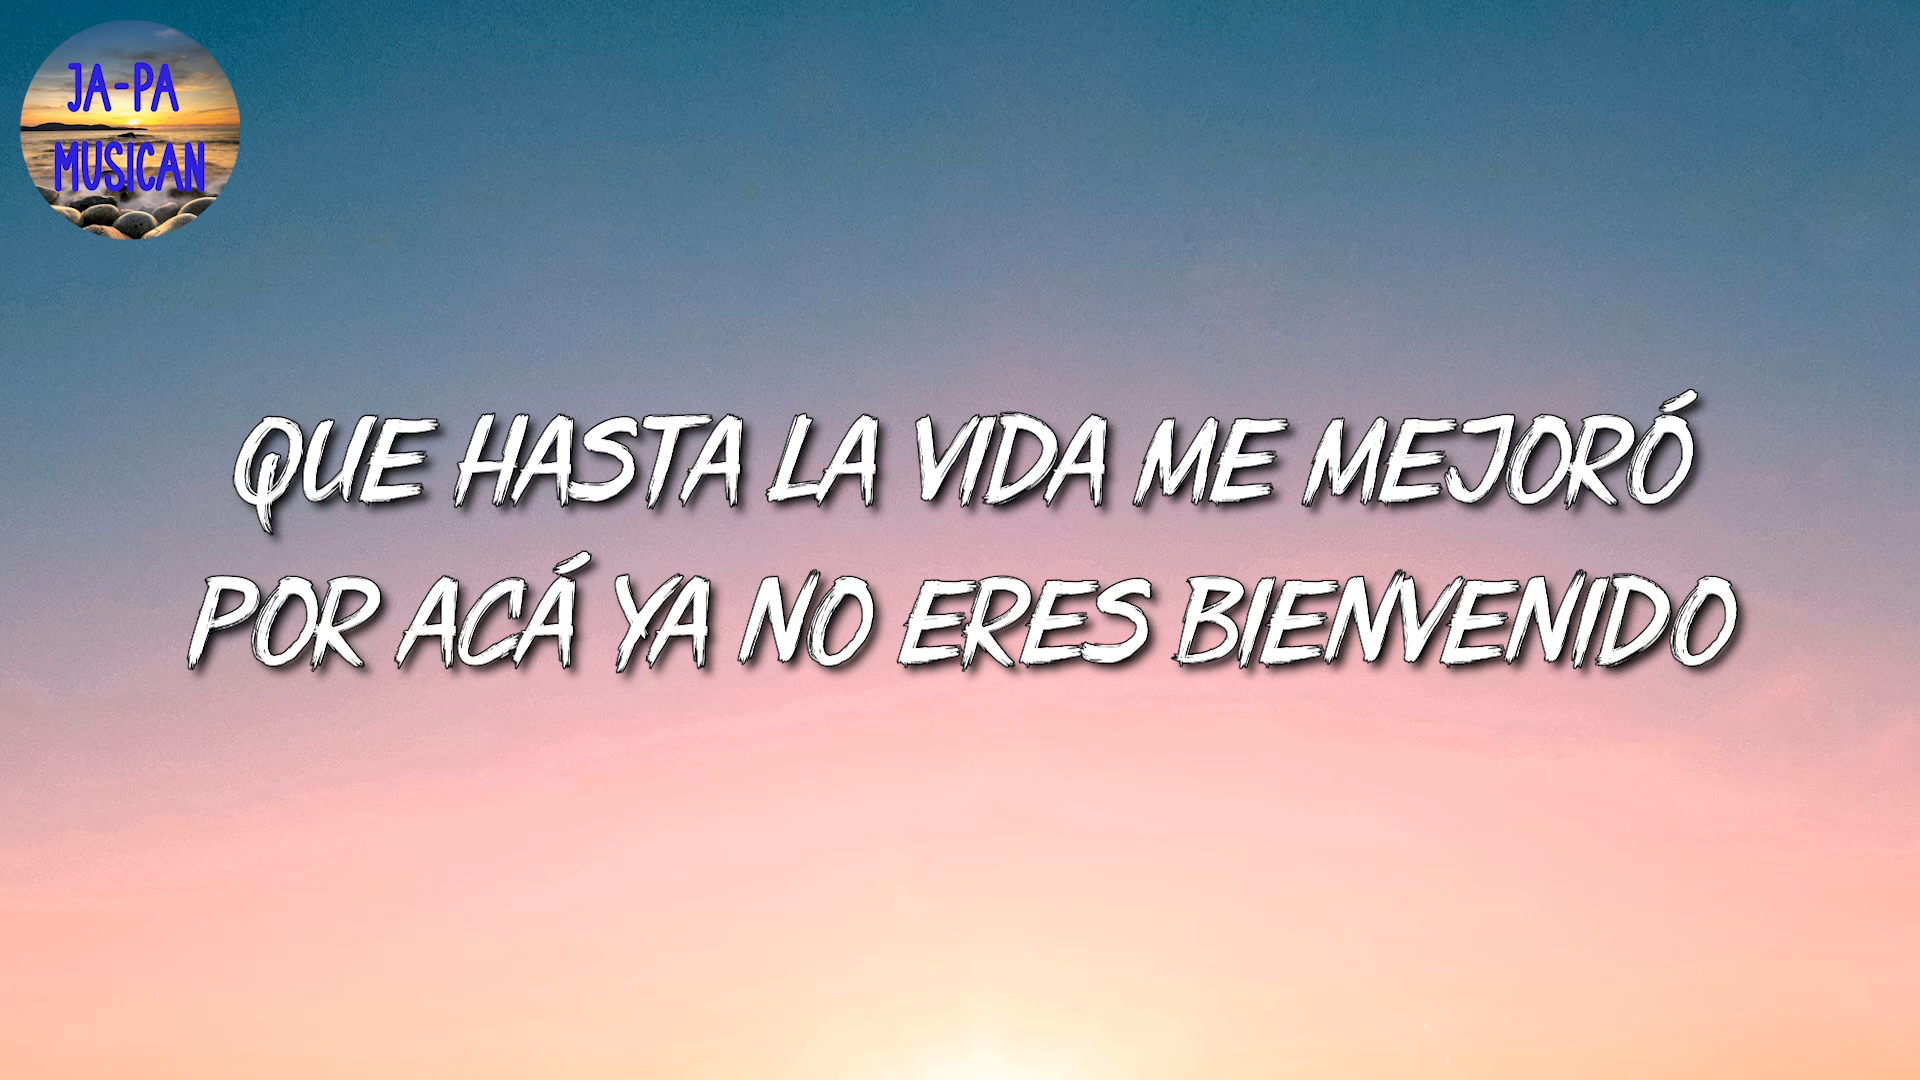 JA-PA
MUSICAN
QUE HASTA LA VIDA ME MEJORÓ
POR ACÁ YA NO ERES BIENVENIDO